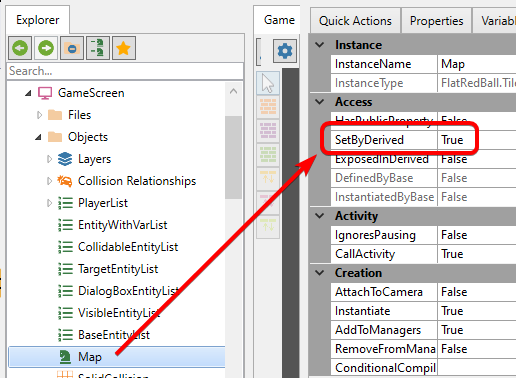 Explorer
Search...
GameScreen
Files
Objects
Layers
Collision Relationships
PlayerList
EntityWithVarList
CollidableEntityList
TargetEntityList
DialogBoxEntityList
VisibleEntityList
BaseEntityList
Map
SolidCollision
Game
Quick Actions Properties Variabl
Instance
InstanceName Map
InstanceType FlatRedBall.Tile
Access
HasPublicProperty False
SetByDerived True
ExposedInDerived False
DefinedByBase False
InstantiatedByBase False
Activity
IgnoresPausing False
CallActivity True
Creation
AttachToCamera False
Instantiate True
AddToManagers True
RemoveFromMana False
ConditionalCompil